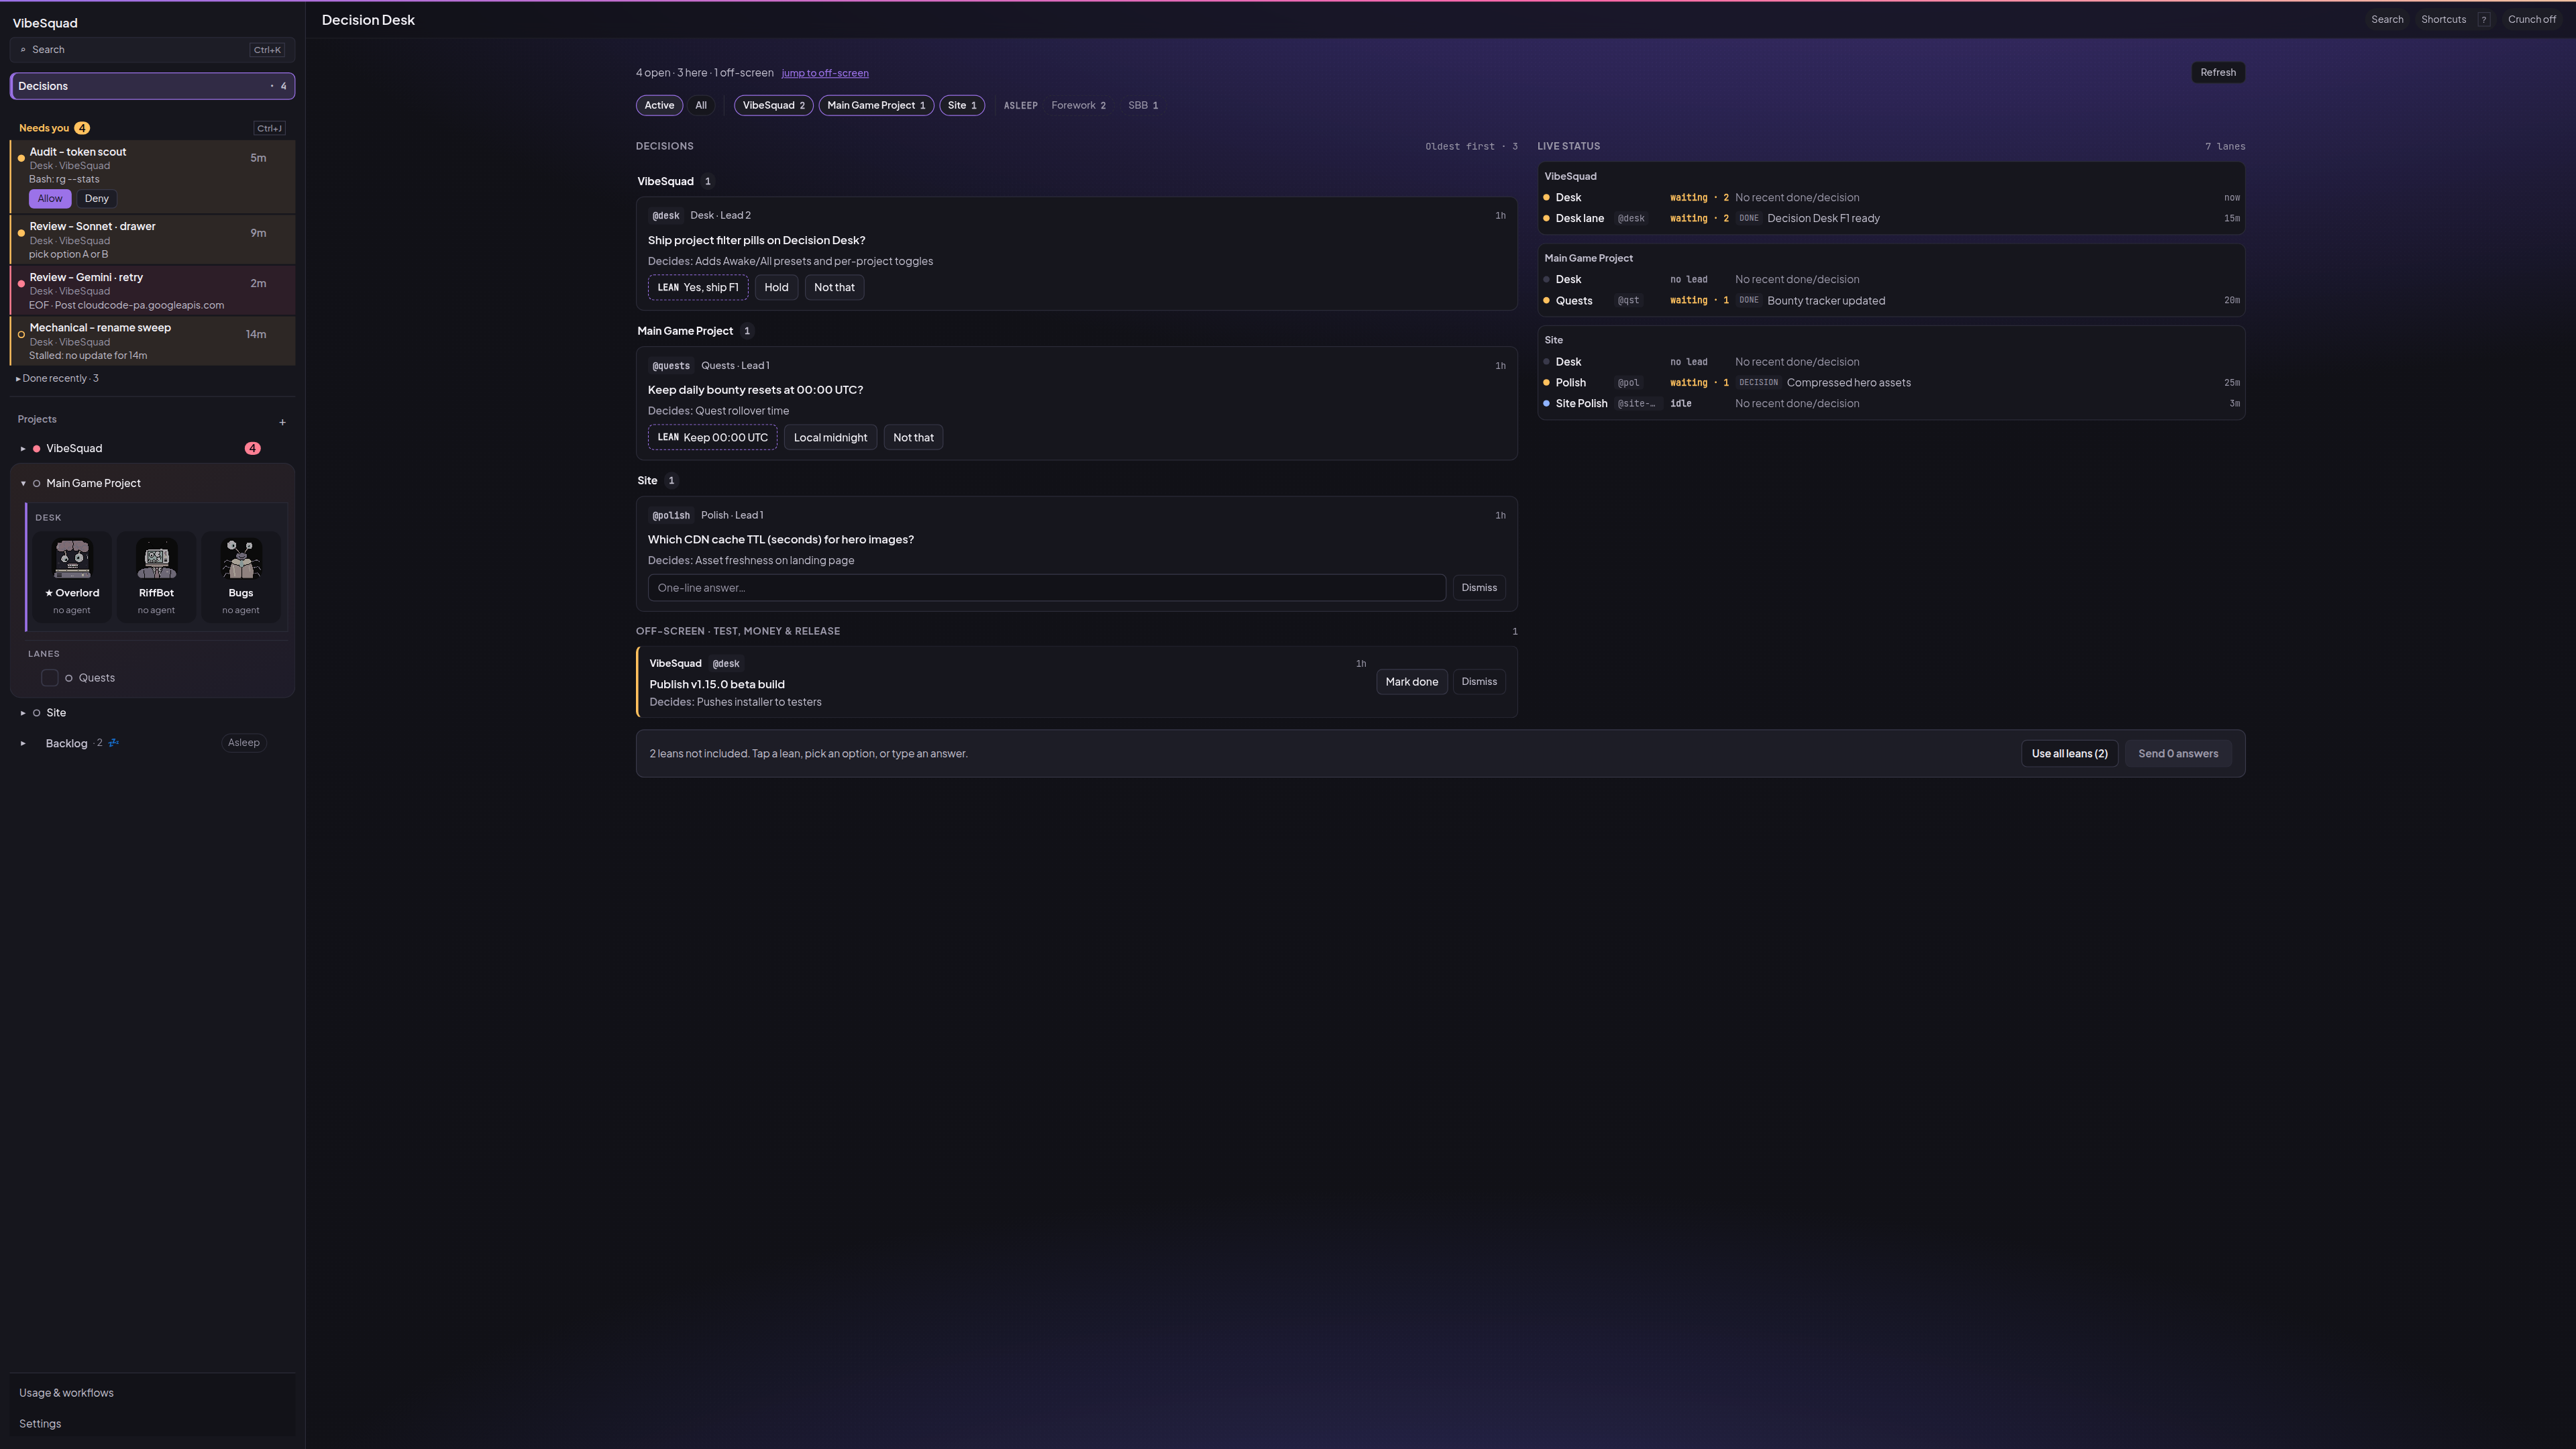 VibeSquad
Search Ctrl+K
Decisions · 4
Needs you 4 Ctrl+J
Audit – token scout 5m
Desk · VibeSquad
Bash: rg --stats
Allow Deny
Review – Sonnet · drawer 9m
Desk · VibeSquad
pick option A or B
Review – Gemini · retry 2m
Desk · VibeSquad
EOF · Post cloudcode-pa.googleapis.com
Mechanical – rename sweep 14m
Desk · VibeSquad
Stalled: no update for 14m
▸ Done recently · 3
Projects +
▸ VibeSquad 4
▾ Main Game Project
DESK
★ Overlord RiffBot Bugs
no agent no agent no agent
LANES
Quests
▸ Site
▸ Backlog · 2 💤 Asleep
Usage & workflows
Settings
Decision Desk Search Shortcuts ? Crunch off
4 open · 3 here · 1 off-screen jump to off-screen Refresh
Active All VibeSquad 2 Main Game Project 1 Site 1 ASLEEP Forework 2 SBB 1
DECISIONS Oldest first · 3
VibeSquad 1
@desk Desk · Lead 2 1h
Ship project filter pills on Decision Desk?
Decides: Adds Awake/All presets and per-project toggles
LEAN Yes, ship F1 Hold Not that
Main Game Project 1
@quests Quests · Lead 1 1h
Keep daily bounty resets at 00:00 UTC?
Decides: Quest rollover time
LEAN Keep 00:00 UTC Local midnight Not that
Site 1
@polish Polish · Lead 1 1h
Which CDN cache TTL (seconds) for hero images?
Decides: Asset freshness on landing page
One-line answer… Dismiss
OFF-SCREEN · TEST, MONEY & RELEASE 1
VibeSquad @desk 1h
Publish v1.15.0 beta build Mark done Dismiss
Decides: Pushes installer to testers
LIVE STATUS 7 lanes
VibeSquad
Desk waiting · 2 No recent done/decision now
Desk lane @desk waiting · 2 DONE Decision Desk F1 ready 15m
Main Game Project
Desk no lead No recent done/decision
Quests @qst waiting · 1 DONE Bounty tracker updated 20m
Site
Desk no lead No recent done/decision
Polish @pol waiting · 1 DECISION Compressed hero assets 25m
Site Polish @site-… idle No recent done/decision 3m
2 leans not included. Tap a lean, pick an option, or type an answer. Use all leans (2) Send 0 answers